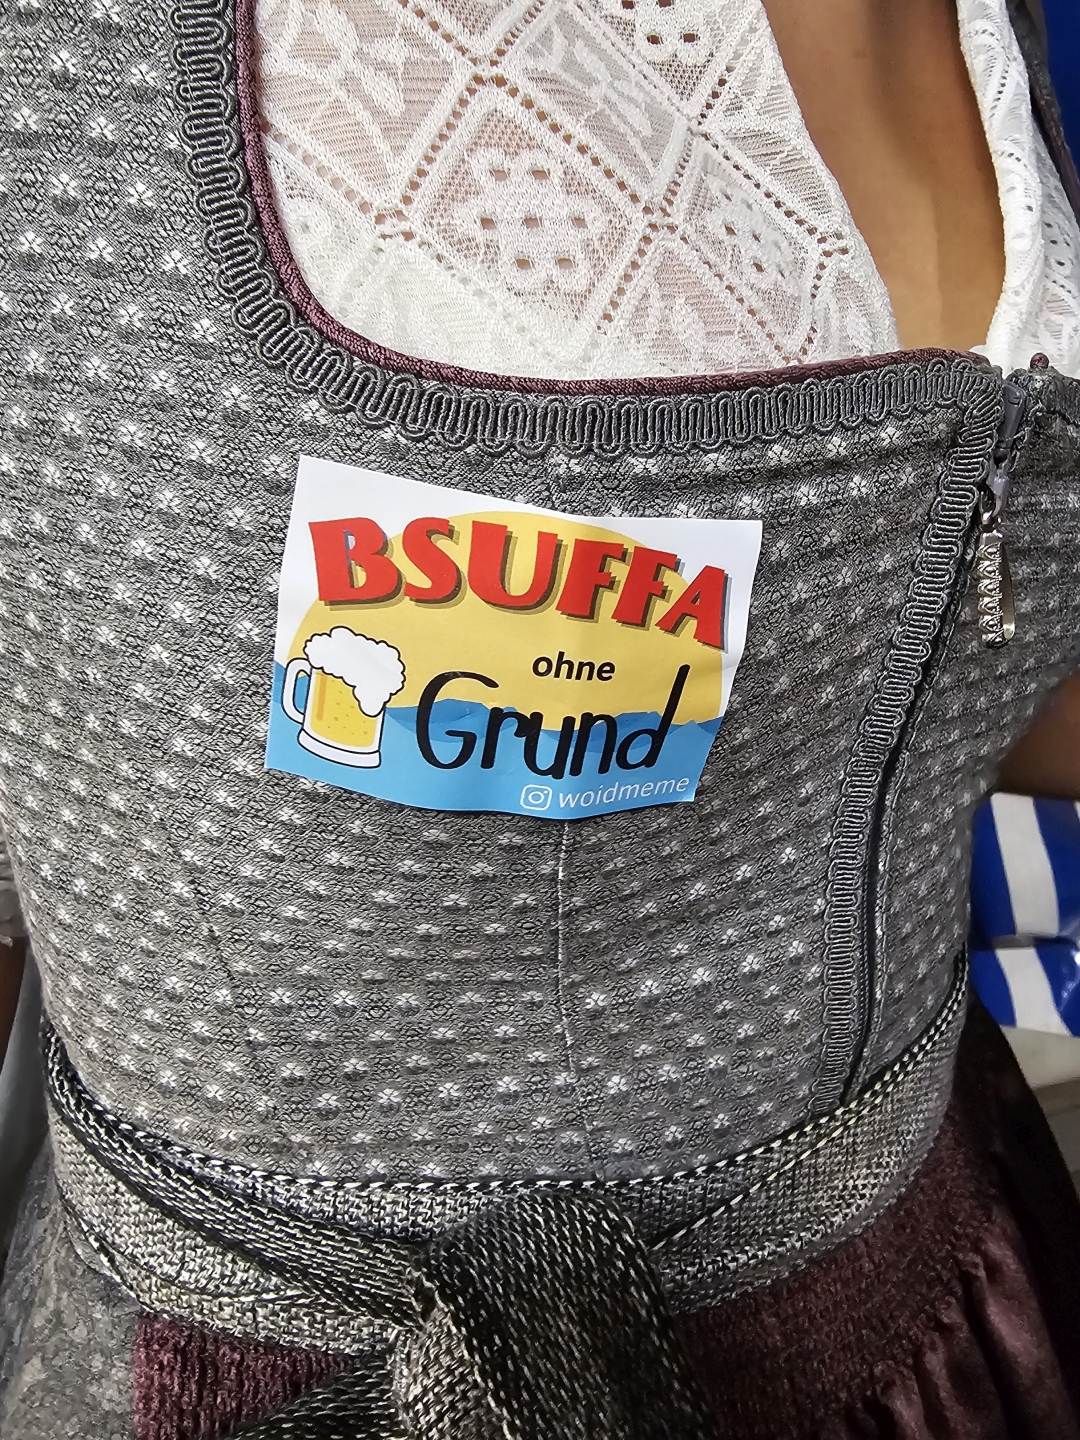 BSUFFA
ohne
Grund
woidmeme